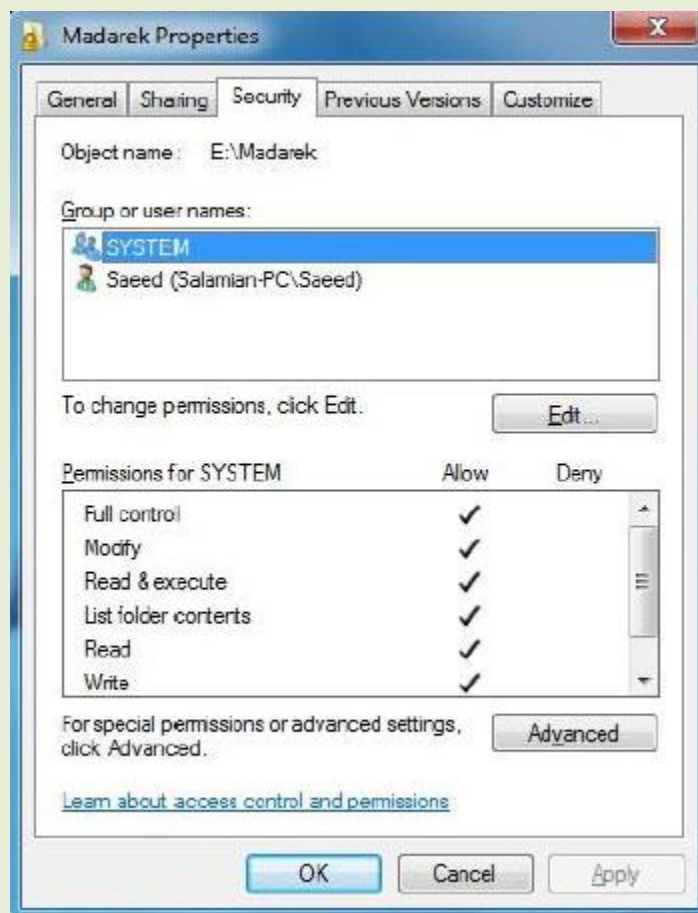 Madarek Properties
General Sharing Security Previous Versions Customize
Object name: E:\Madarek
Group or user names:
SYSTEM
Saeed (Salamian-PC\Saeed)
To change permissions, click Edit.
Edit...
Permissions for SYSTEM Allow Deny
Full control
Modify
Read & execute
List folder contents
Read
Write
For special permissions or advanced settings,
click Advanced.
Advanced
Learn about access control and permissions
OK Cancel Apply